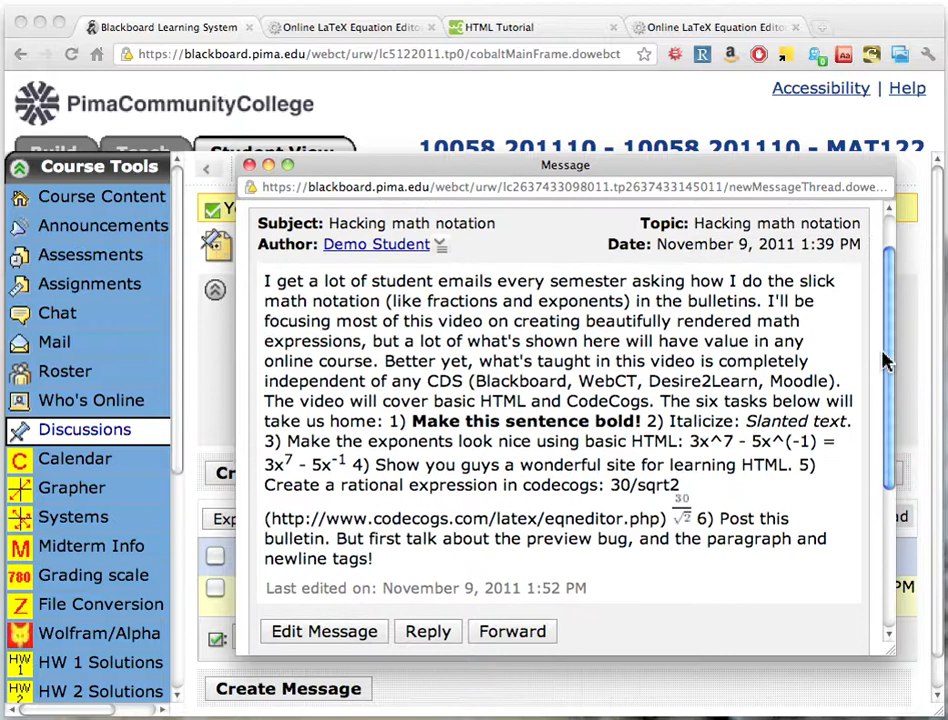 Blackboard Learning System
Online LaTeX Equation Edito
HTML Tutorial
Online LaTeX Equation Edito
https://blackboard.pima.edu/webct/urw/lc5122011.tp0/cobaltMainFrame.dowebct
PimaCommunityCollege
Accessibility | Help
Build
Teach
Student View
10058 201110 - 10058 201110 - MAT122
Course Tools
Course Content
Announcements
Assessments
Assignments
Chat
Mail
Roster
Who's Online
Discussions
Calendar
Grapher
Systems
Midterm Info
Grading scale
File Conversion
Wolfram/Alpha
HW 1 Solutions
HW 2 Solutions
Message
https://blackboard.pima.edu/webct/urw/lc2637433098011.tp2637433145011/newMessageThread.dowe...
Subject: Hacking math notation
Topic: Hacking math notation
Author: Demo Student
Date: November 9, 2011 1:39 PM
I get a lot of student emails every semester asking how I do the slick
math notation (like fractions and exponents) in the bulletins. I'll be
focusing most of this video on creating beautifully rendered math
expressions, but a lot of what's shown here will have value in any
online course. Better yet, what's taught in this video is completely
independent of any CDS (Blackboard, WebCT, Desire2Learn, Moodle).
The video will cover basic HTML and CodeCogs. The six tasks below will
take us home: 1) Make this sentence bold! 2) Italicize: Slanted text.
3) Make the exponents look nice using basic HTML: 3x^7 - 5x^(-1) =
3x⁷ - 5x⁻¹ 4) Show you guys a wonderful site for learning HTML. 5)
Create a rational expression in codecogs: 30/sqrt2
(http://www.codecogs.com/latex/eqneditor.php) 30/√2 6) Post this
bulletin. But first talk about the preview bug, and the paragraph and
newline tags!
Last edited on: November 9, 2011 1:52 PM
Edit Message
Reply
Forward
Create Message
PM